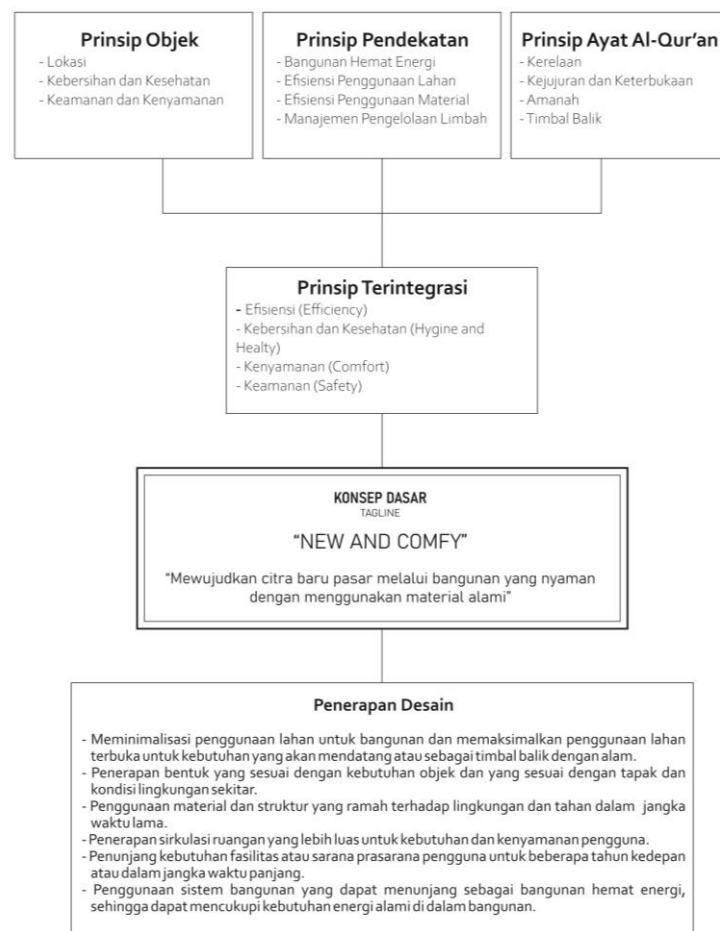 Prinsip Objek
- Lokasi
- Kebersihan dan Kesehatan
- Keamanan dan Kenyamanan
Prinsip Pendekatan
- Bangunan Hemat Energi
- Efisiensi Penggunaan Lahan
- Efisiensi Penggunaan Material
- Manajemen Pengelolaan Limbah
Prinsip Ayat Al-Qur'an
- Kerelaan
- Kejujuran dan Keterbukaan
- Amanah
- Timbal Balik
Prinsip Terintegrasi
- Efisiensi (Efficiency)
- Kebersihan dan Kesehatan (Hygine and
Healty)
- Kenyamanan (Comfort)
- Keamanan (Safety)
KONSEP DASAR
TAGLINE
“NEW AND COMFY”
“Mewujudkan citra baru pasar melalui bangunan yang nyaman
dengan menggunakan material alami”
Penerapan Desain
- Meminimalisasi penggunaan lahan untuk bangunan dan memaksimalkan penggunaan lahan
terbuka untuk kebutuhan yang akan mendatang atau sebagai timbal balik dengan alam.
- Penerapan bentuk yang sesuai dengan kebutuhan objek dan yang sesuai dengan tapak dan
kondisi lingkungan sekitar.
- Penggunaan material dan struktur yang ramah terhadap lingkungan dan tahan dalam jangka
waktu lama.
- Penerapan sirkulasi ruangan yang lebih luas untuk kebutuhan dan kenyamanan pengguna.
- Penunjang kebutuhan fasilitas atau sarana prasarana pengguna untuk beberapa tahun kedepan
atau dalam jangka waktu panjang.
- Penggunaan sistem bangunan yang dapat menunjang sebagai bangunan hemat energi,
sehingga dapat mencukupi kebutuhan energi alami di dalam bangunan.